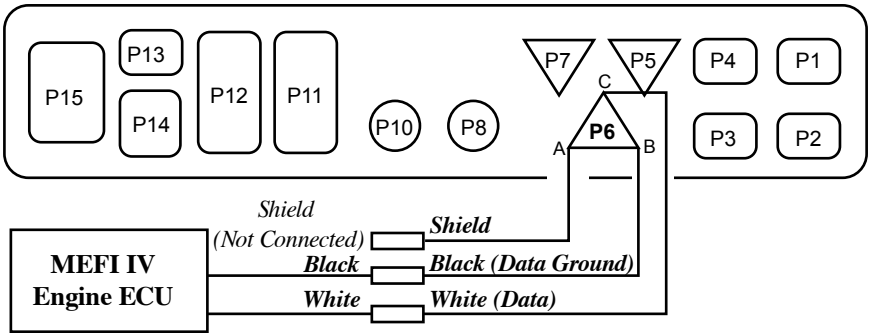 P15
P13
P14
P12
P11
P10
P8
P7
P5
P4
P1
C
A
P6
B
P3
P2
Shield
(Not Connected)
Shield
MEFI IV
Engine ECU
Black
Black (Data Ground)
White
White (Data)